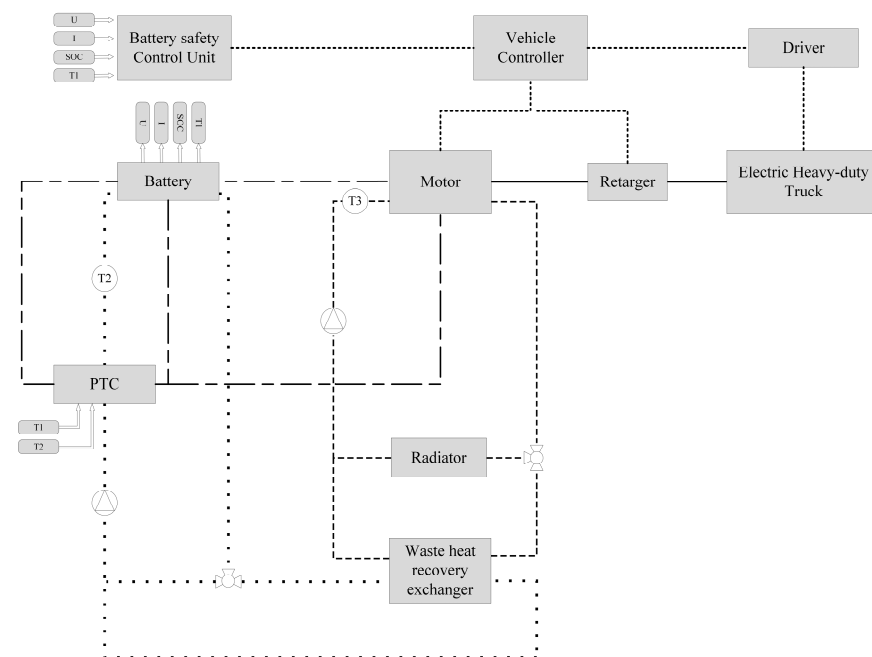 U
I
SOC
T1
Battery safety
Control Unit
Vehicle
Controller
Driver
U
I
SOC
T1
Battery
Motor
Retarger
Electric Heavy-duty
Truck
T3
T2
PTC
T1
T2
Radiator
Waste heat
recovery
exchanger